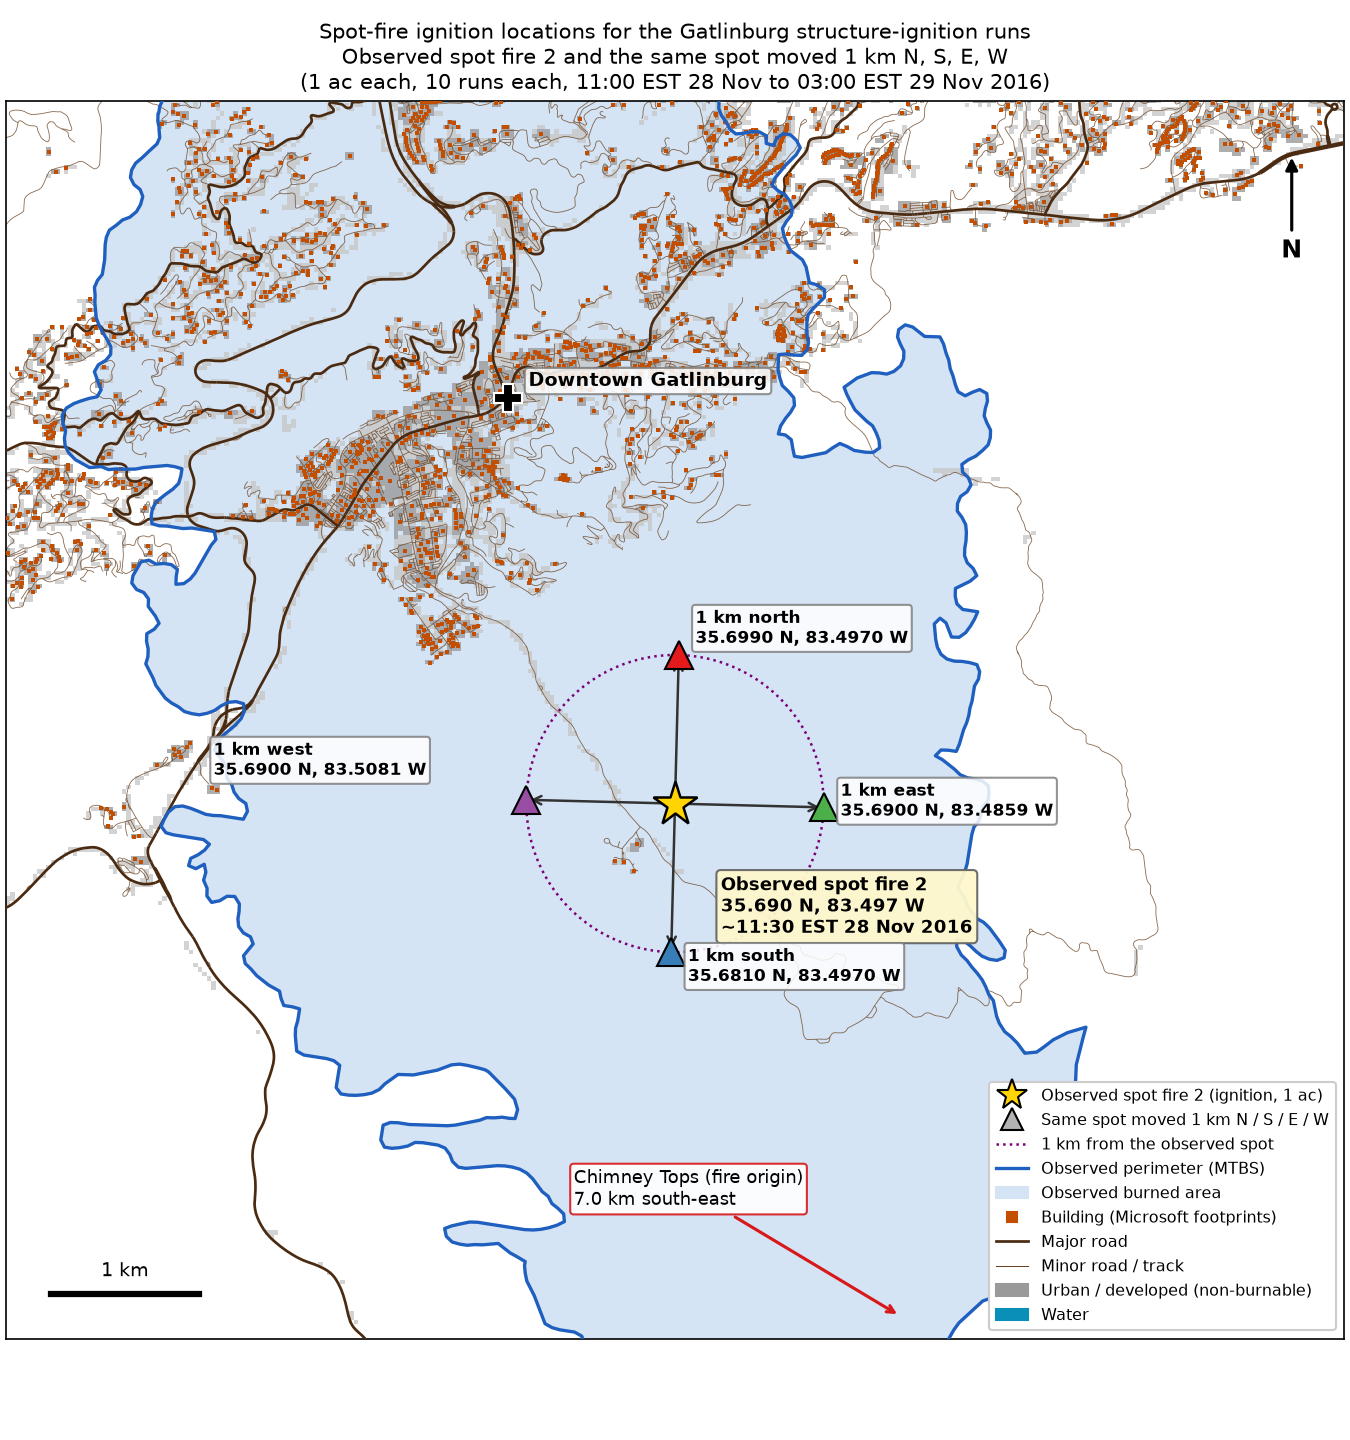 Spot-fire ignition locations for the Gatlinburg structure-ignition runs
Observed spot fire 2 and the same spot moved 1 km N, S, E, W
(1 ac each, 10 runs each, 11:00 EST 28 Nov to 03:00 EST 29 Nov 2016)
N
Downtown Gatlinburg
1 km north
35.6990 N, 83.4970 W
1 km west
35.6900 N, 83.5081 W
1 km east
35.6900 N, 83.4859 W
Observed spot fire 2
35.690 N, 83.497 W
~11:30 EST 28 Nov 2016
1 km south
35.6810 N, 83.4970 W
Chimney Tops (fire origin)
7.0 km south-east
1 km
Observed spot fire 2 (ignition, 1 ac)
Same spot moved 1 km N / S / E / W
1 km from the observed spot
Observed perimeter (MTBS)
Observed burned area
Building (Microsoft footprints)
Major road
Minor road / track
Urban / developed (non-burnable)
Water